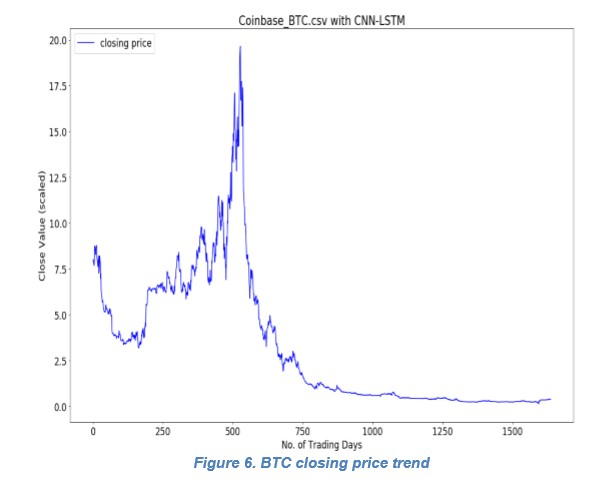 Coinbase_BTC.csv with CNN-LSTM
closing price
20.0
17.5
15.0
12.5
10.0
7.5
5.0
2.5
0.0
Close Value (scaled)
0 250 500 750 1000 1250 1500
No. of Trading Days
Figure 6. BTC closing price trend